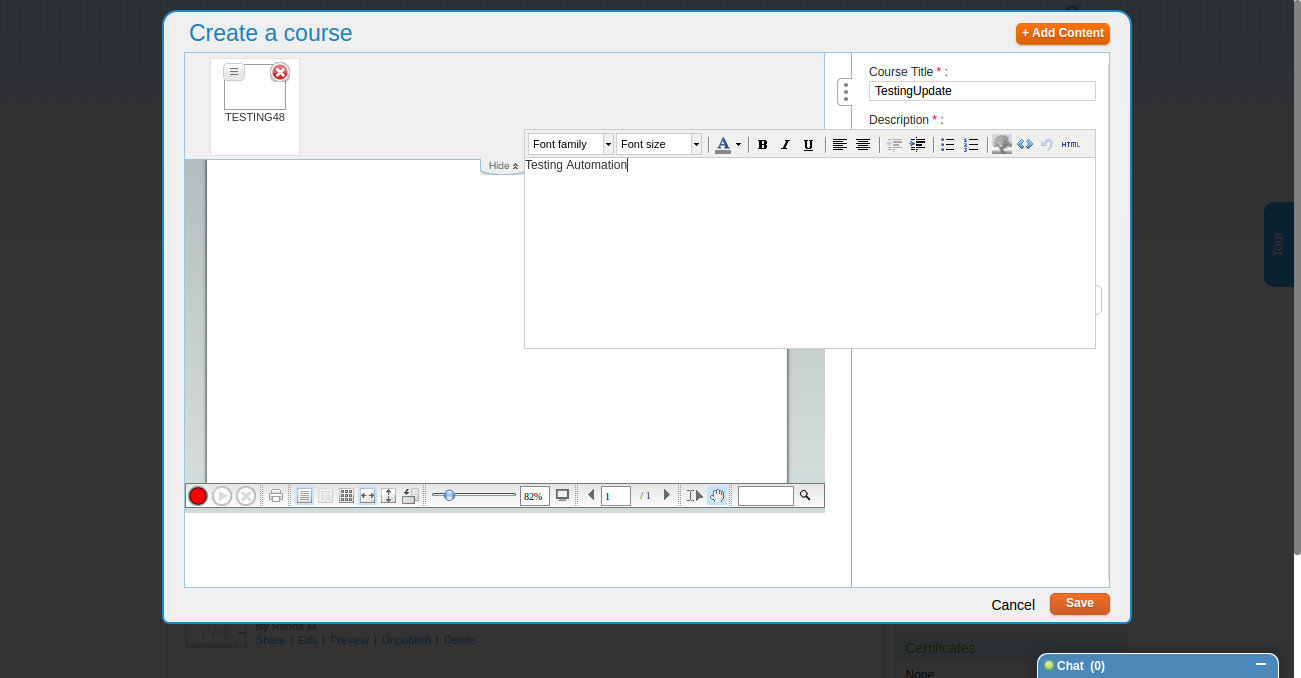 Create a course
+ Add Content
TESTING48
Course Title * :
TestingUpdate
Description * :
Font family
Font size
A
B
I
U
HTML
Hide
Testing Automation
Tour
82%
1
/ 1
Cancel
Save
By Radha M
Share | Edit | Preview | Unpublish | Delete
Certificates
None
Chat (0)